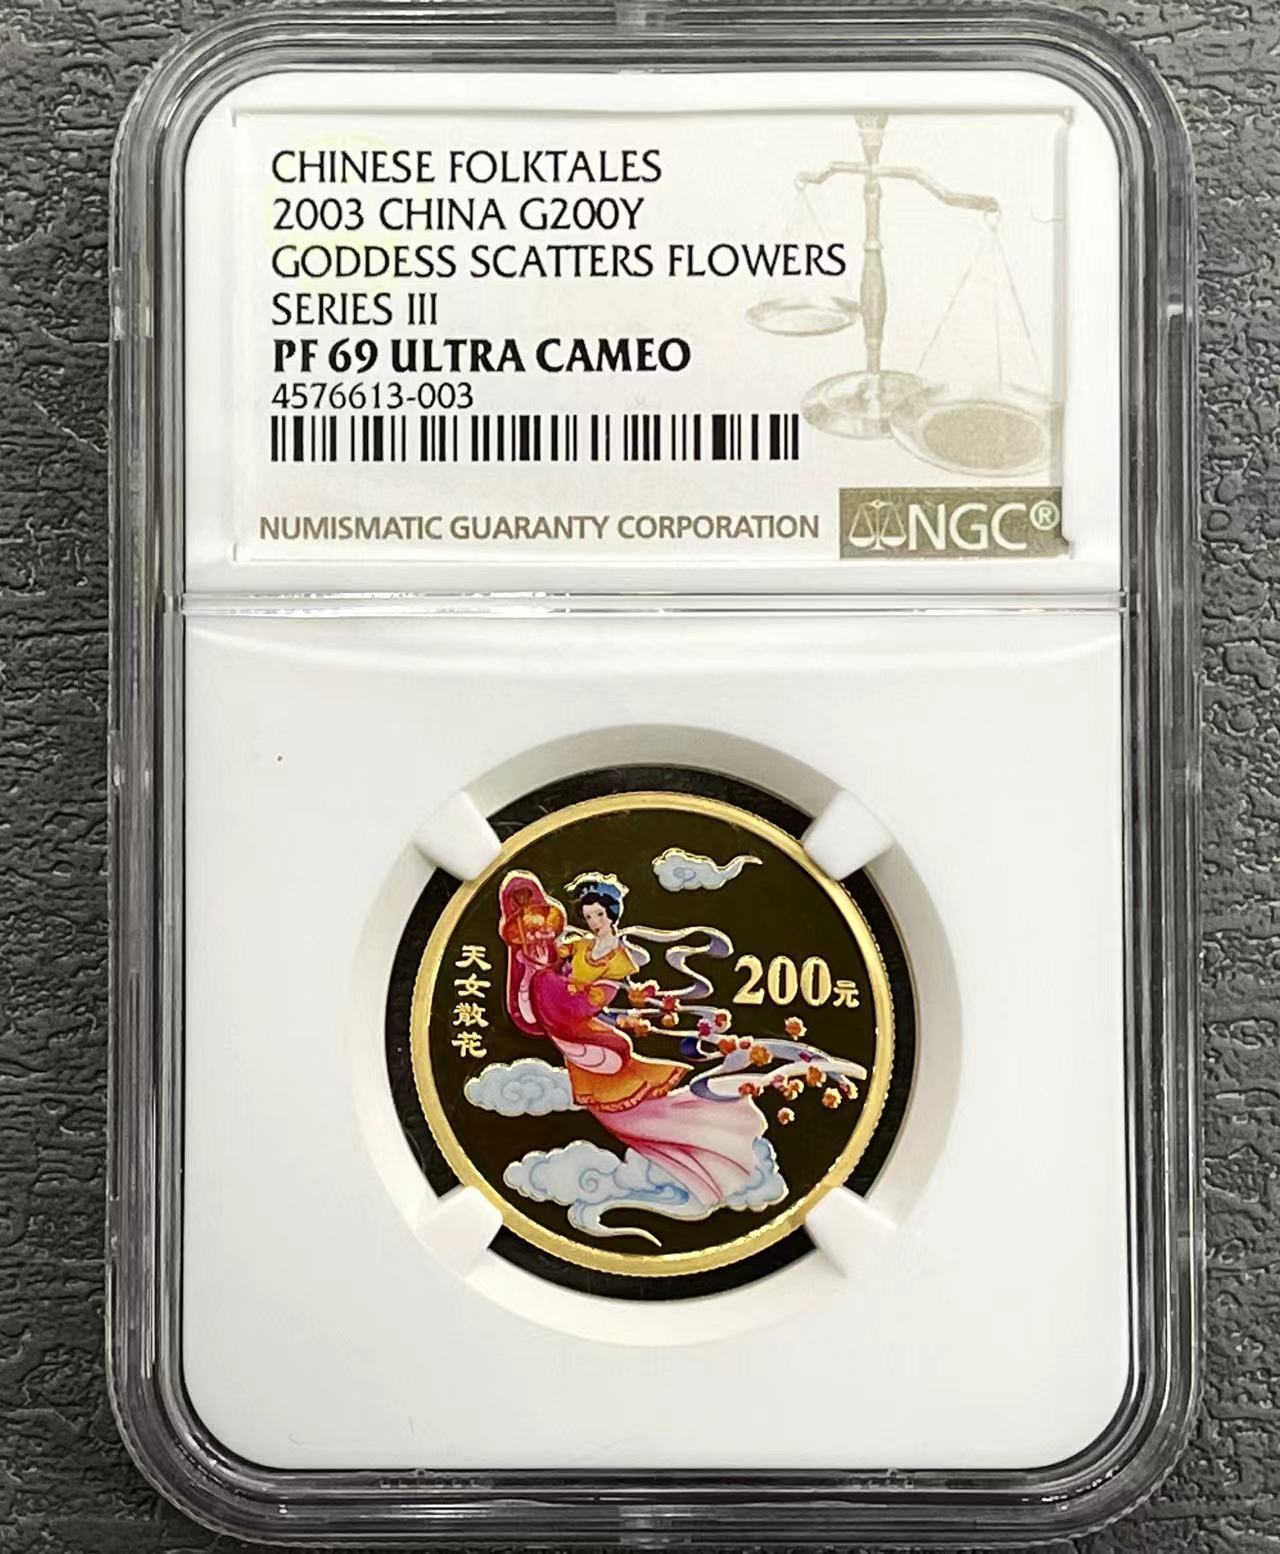 CHINESE FOLKTALES
2003 CHINA G200Y
GODDESS SCATTERS FLOWERS
SERIES III
PF 69 ULTRA CAMEO
4576613-003
NUMISMATIC GUARANTY CORPORATION
NGC®
天女散花
200元